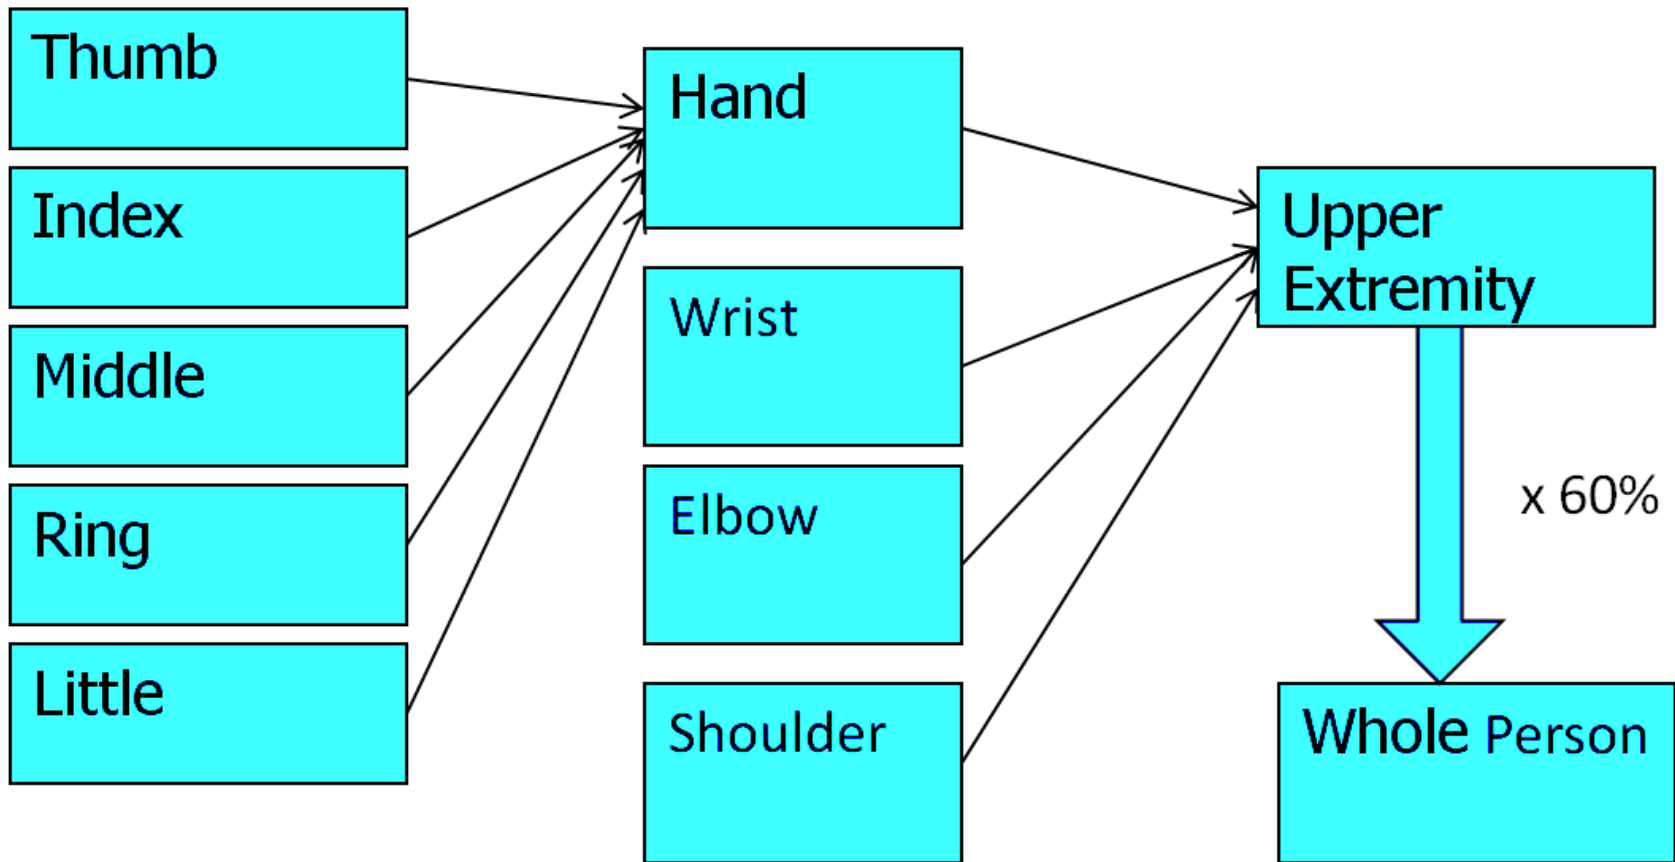 Thumb
Index
Middle
Ring
Little
Hand
Wrist
Elbow
Shoulder
Upper
Extremity
x 60%
Whole Person